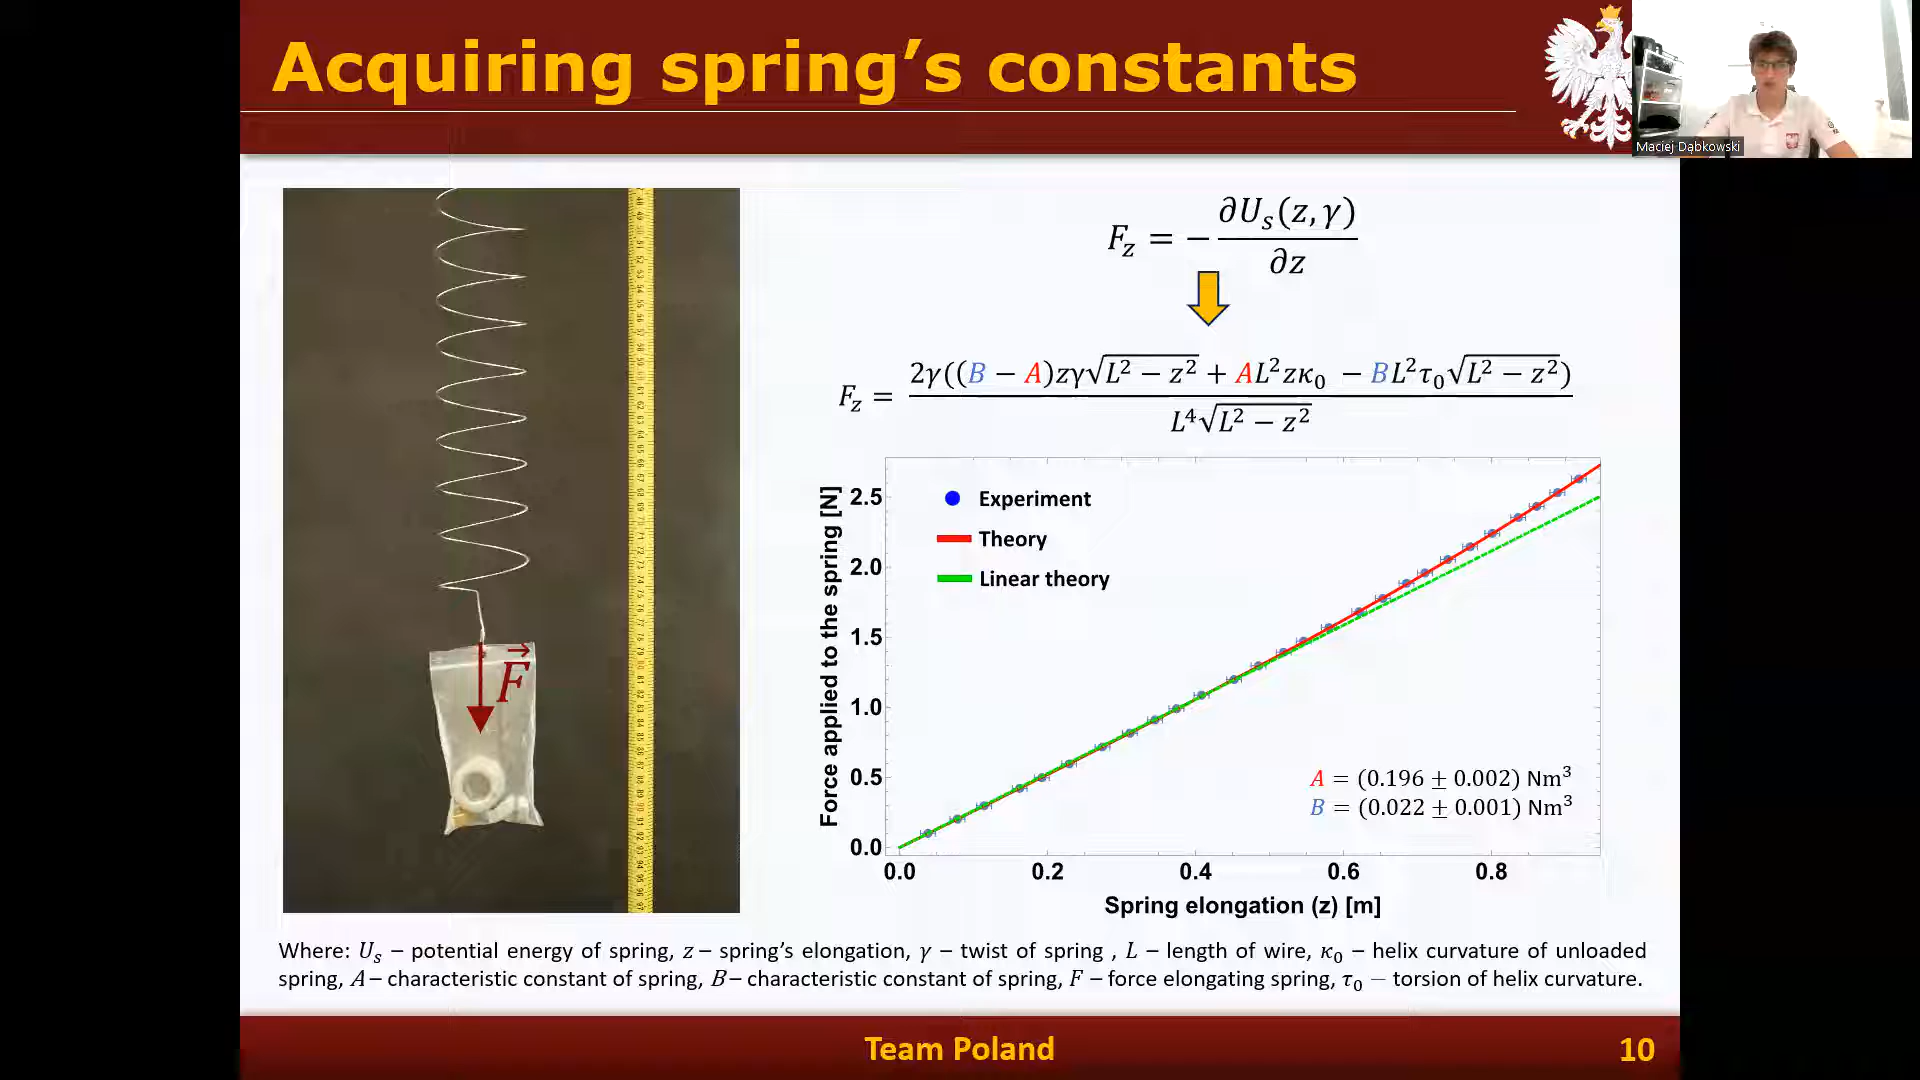 Acquiring spring’s constants
Maciej Dąbkowski
F_z = − ∂U_s(z, γ) / ∂z
F_z = 2γ((B − A)zγ√(L² − z²) + AL²zκ₀ − BL²τ₀√(L² − z²)) / L⁴√(L² − z²)
F⃗
Experiment
Theory
Linear theory
Force applied to the spring [N]
2.5
2.0
1.5
1.0
0.5
0.0
A = (0.196 ± 0.002) Nm³
B = (0.022 ± 0.001) Nm³
0.0 0.2 0.4 0.6 0.8
Spring elongation (z) [m]
Where: U_s – potential energy of spring, z – spring’s elongation, γ – twist of spring , L – length of wire, κ₀ – helix curvature of unloaded
spring, A – characteristic constant of spring, B – characteristic constant of spring, F – force elongating spring, τ₀ − torsion of helix curvature.
Team Poland
10